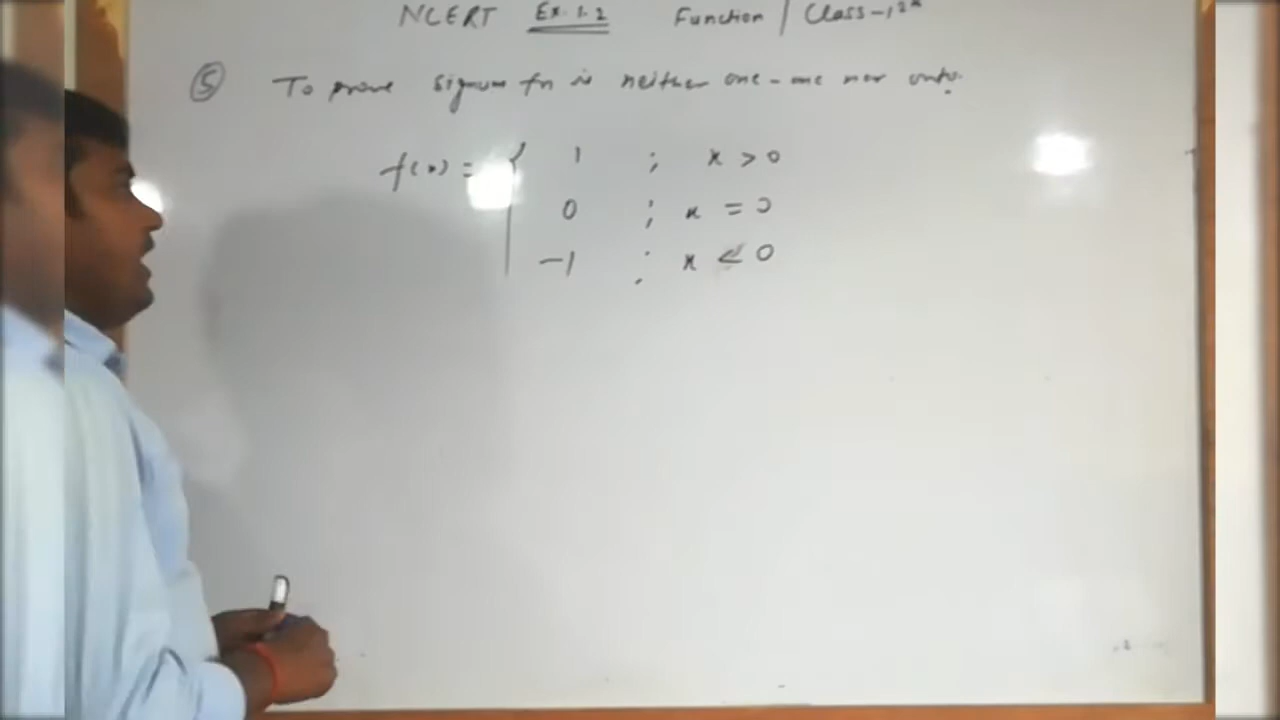 NCERT Ex. 1.2 Function / Class-12th
⑤ To prove signum fn is neither one-one nor onto.
f(x) = { 1 ; x > 0
0 ; x = 0
-1 ; x < 0